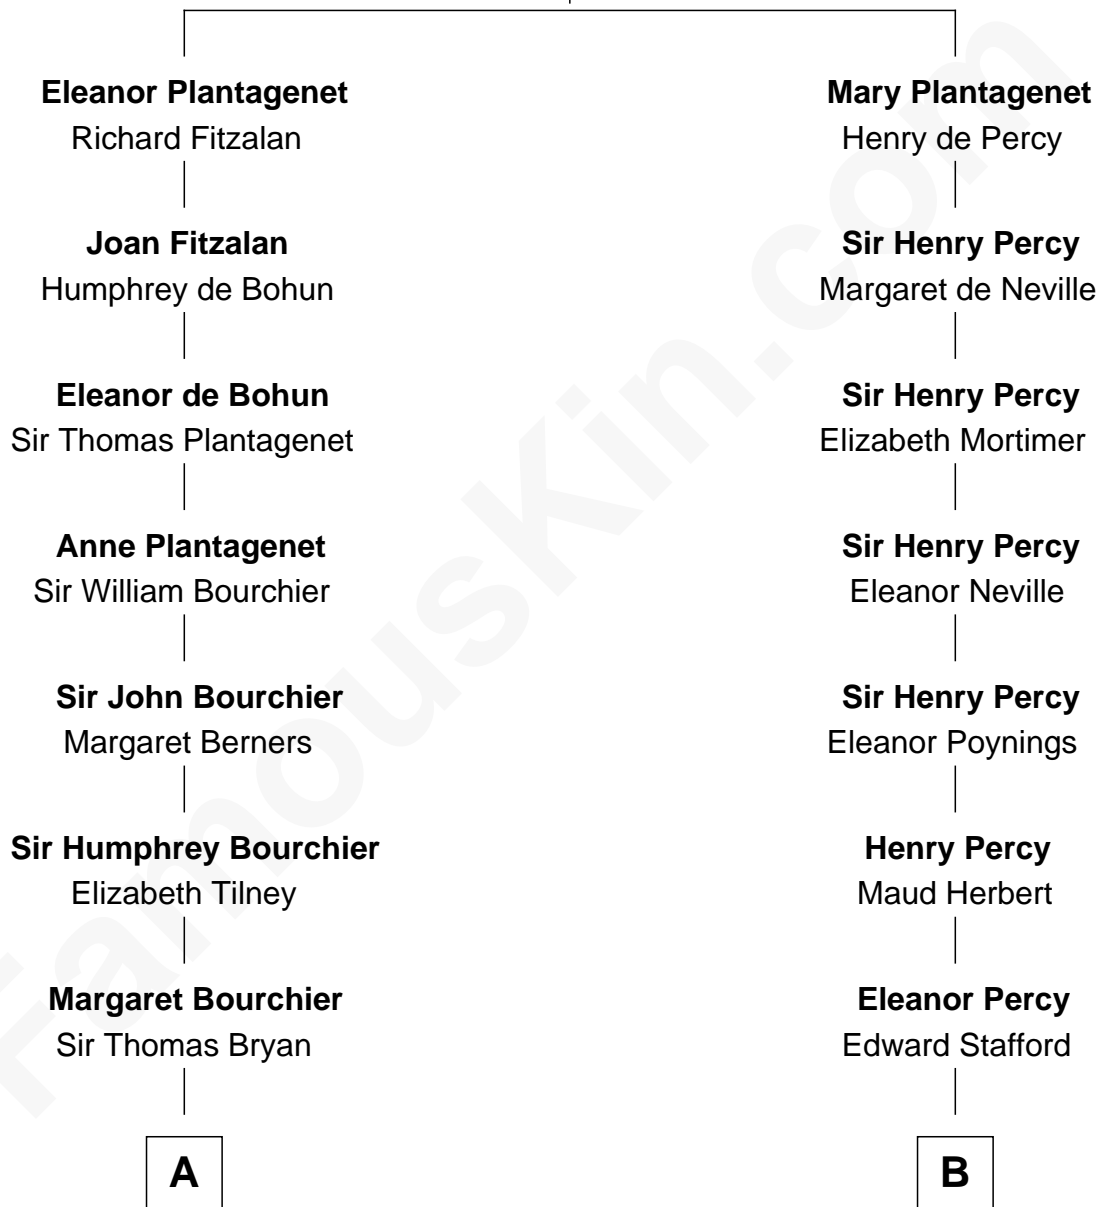 Eleanor Plantagenet
Richard Fitzalan
Joan Fitzalan
Humphrey de Bohun
Eleanor de Bohun
Sir Thomas Plantagenet
Anne Plantagenet
Sir William Bourchier
Sir John Bourchier
Margaret Berners
Sir Humphrey Bourchier
Elizabeth Tilney
Margaret Bourchier
Sir Thomas Bryan
A
Mary Plantagenet
Henry de Percy
Sir Henry Percy
Margaret de Neville
Sir Henry Percy
Elizabeth Mortimer
Sir Henry Percy
Eleanor Neville
Sir Henry Percy
Eleanor Poynings
Henry Percy
Maud Herbert
Eleanor Percy
Edward Stafford
B
FamousKin.com